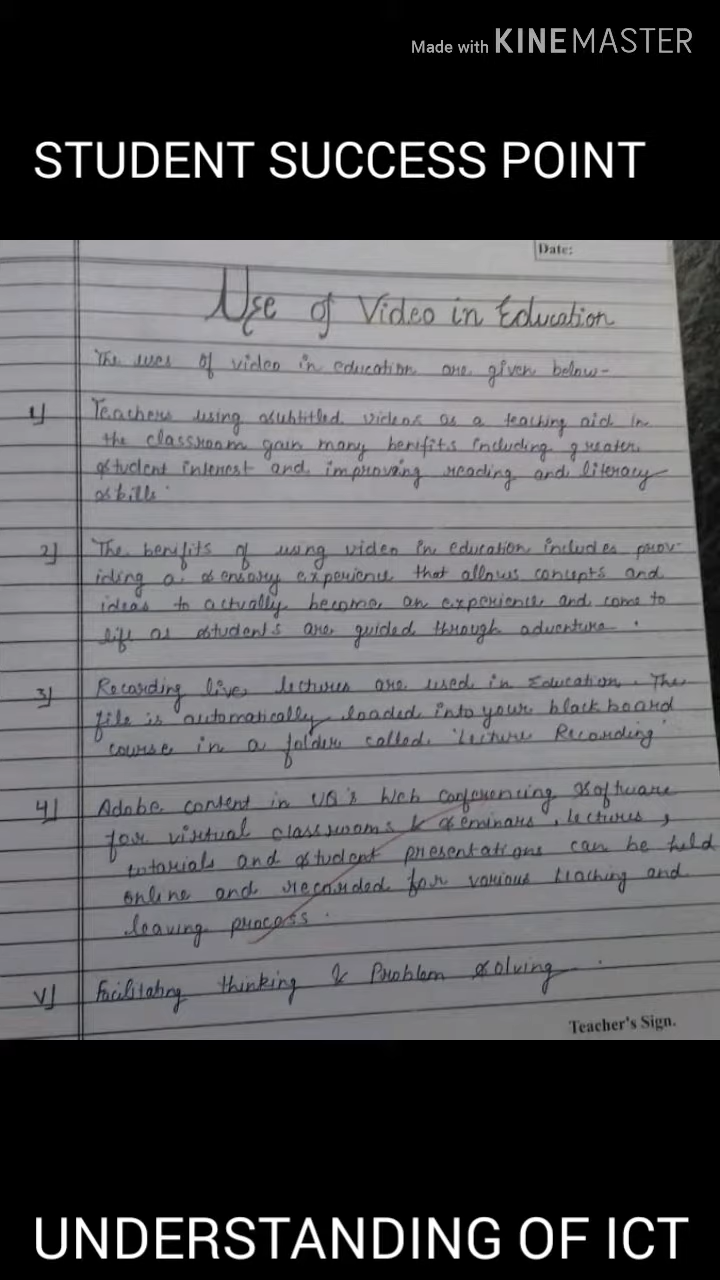 Made with KINEMASTER
STUDENT SUCCESS POINT
Date:
Use of Video in Education
The uses of video in education are given below-
1) Teachers using subtitled videos as a teaching aid in
the classroom gain many benifits including greater
student interest and improving reading and literacy
skills.
2) The benifits of using video in education includes prov-
iding a sensory experience that allows concepts and
ideas to actually become an experience and come to
life as students are guided through adventure.
3) Recording live lectures are used in Education. The
file is automatically loaded into your black board
course in a folder called 'Lecture Recording'
4) Adobe content in UQ's Web conferencing software
for virtual classrooms & seminars, lectures,
tutorials and student presentations can be held
online and recorded for various teaching and
leaving process.
V) Facilitating thinking & Problem solving.
Teacher's Sign.
UNDERSTANDING OF ICT